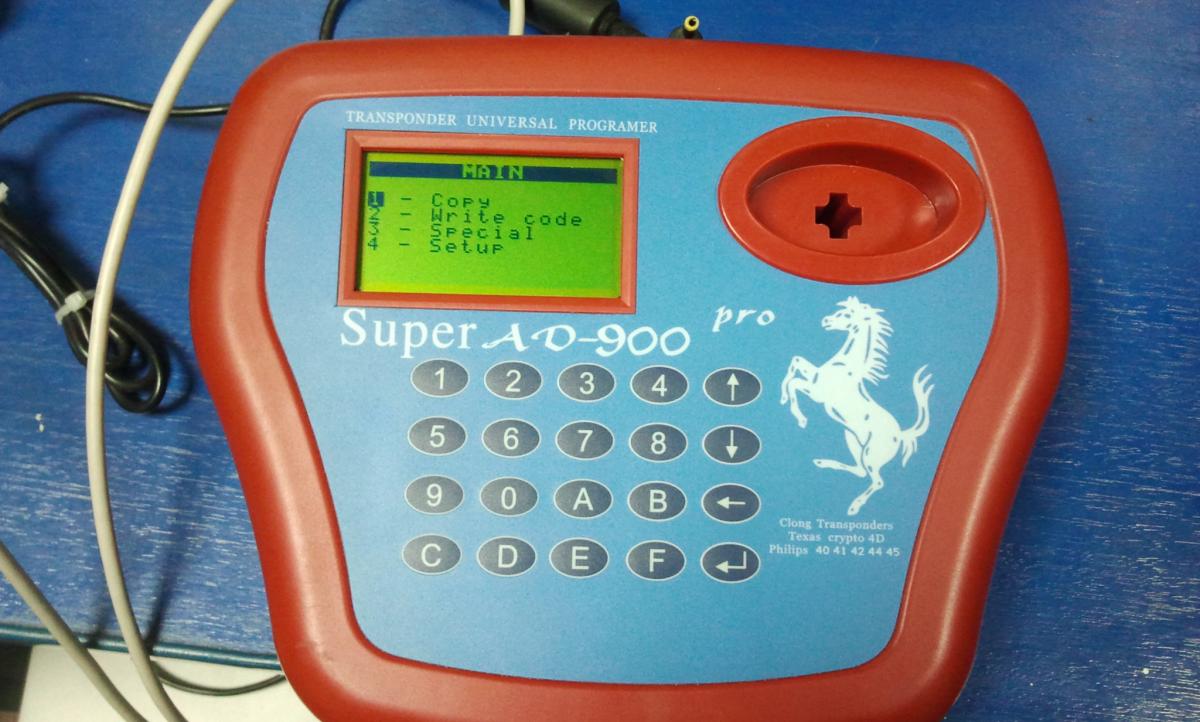 TRANSPONDER UNIVERSAL PROGRAMER
MAIN
1 - Copy
2 - Write code
3 - Special
4 - Setup
Super AD-900 pro
1 2 3 4 ↑
5 6 7 8 ↓
9 0 A B ←
C D E F ↵
Clong Transponders
Texas crypto 4D
Philips 40 41 42 44 45